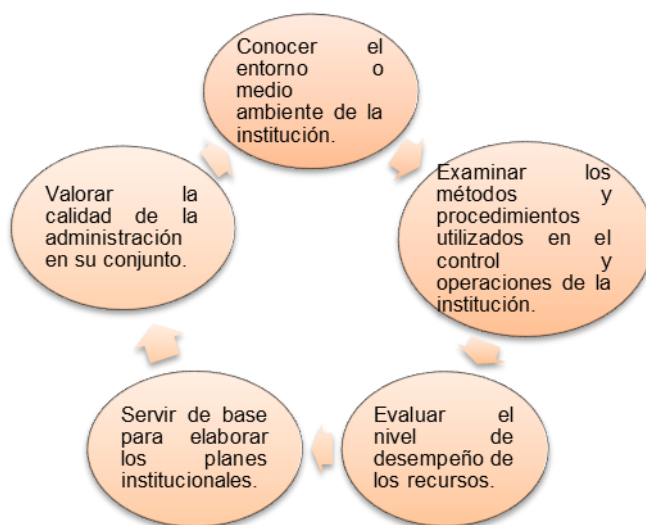 Conocer el
entorno o
medio
ambiente de la
institución.
Examinar los
métodos y
procedimientos
utilizados en el
control y
operaciones de la
institución.
Evaluar el
nivel de
desempeño de
los recursos.
Servir de base
para elaborar
los planes
institucionales.
Valorar la
calidad de la
administración
en su conjunto.